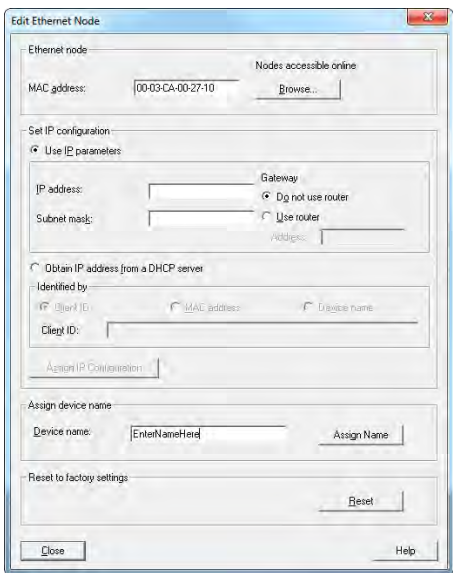 Edit Ethernet Node
Ethernet node
Nodes accessible online
MAC address: 00-03-CA-00-27-10 Browse...
Set IP configuration
Use IP parameters
Gateway
IP address: Do not use router
Subnet mask: Use router
Address:
Obtain IP address from a DHCP server
Identified by
Client ID MAC address Device name
Client ID:
Assign IP Configuration
Assign device name
Device name: EnterNameHere Assign Name
Reset to factory settings
Reset
Close Help